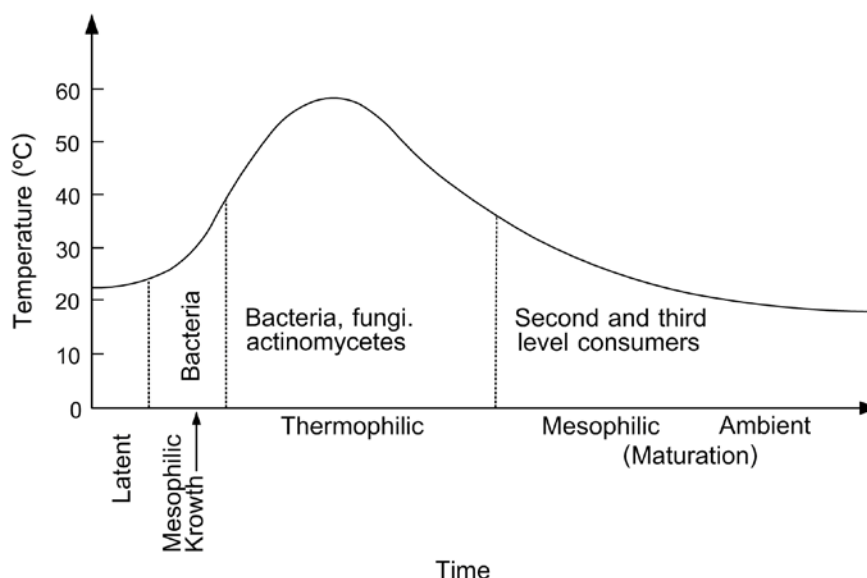 Temperature (ºC)
60
50
40
30
20
10
0
Bacteria
Bacteria, fungi.
actinomycetes
Second and third
level consumers
Latent
Mesophilic
Krowth
Thermophilic
Mesophilic
Ambient
(Maturation)
Time